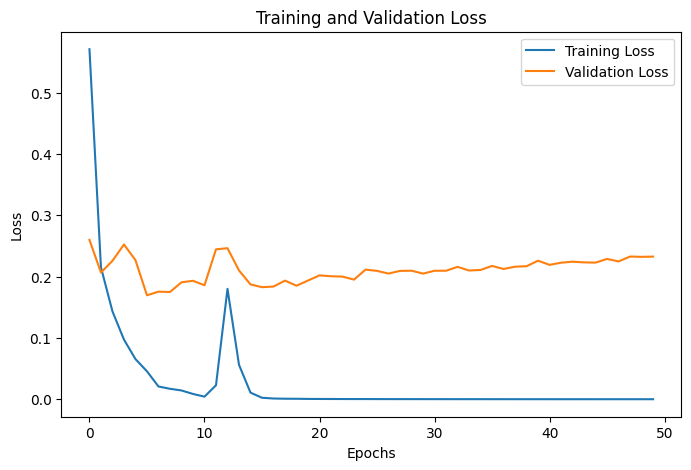 Training and Validation Loss
Training Loss
Validation Loss
Loss
0.5
0.4
0.3
0.2
0.1
0.0
0 10 20 30 40 50
Epochs